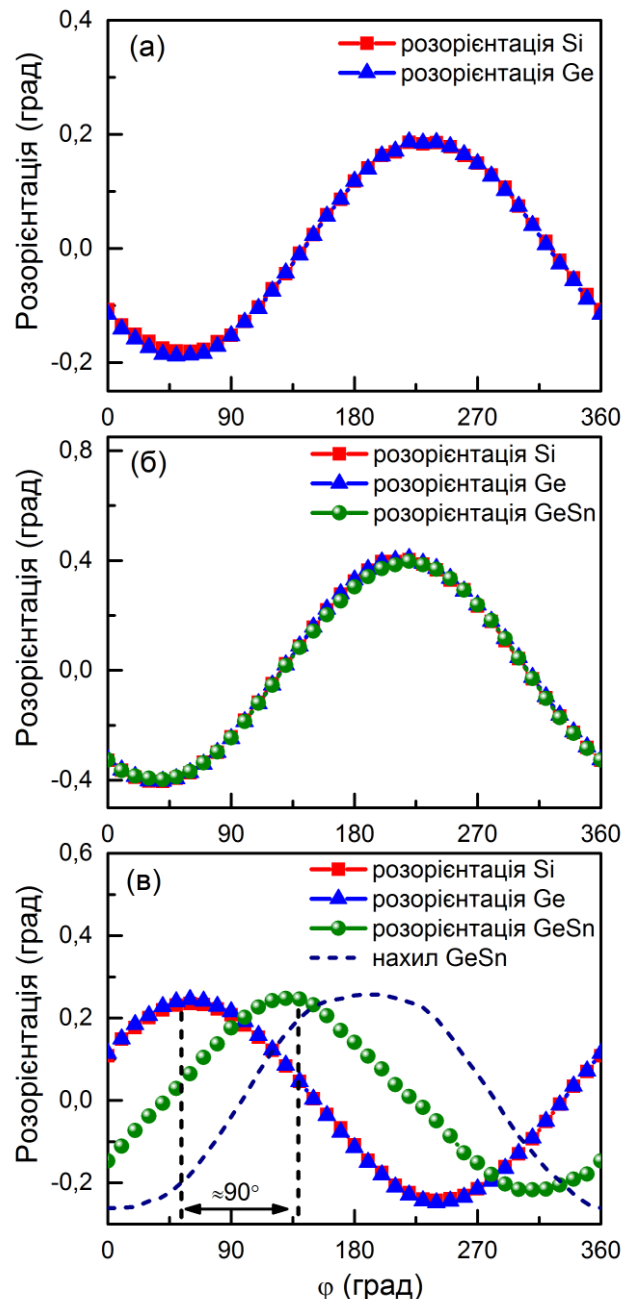 (а)
розорієнтація Si
розорієнтація Ge
Розорієнтація (град)
0,4
0,2
0,0
-0,2
0 90 180 270 360
(б)
розорієнтація Si
розорієнтація Ge
розорієнтація GeSn
Розорієнтація (град)
0,8
0,4
0,0
-0,4
0 90 180 270 360
(в)
розорієнтація Si
розорієнтація Ge
розорієнтація GeSn
нахил GeSn
Розорієнтація (град)
0,6
0,4
0,2
0,0
-0,2
≈90°
0 90 180 270 360
φ (град)